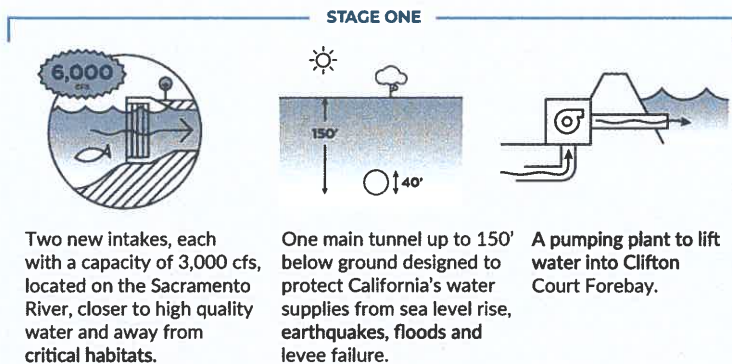 STAGE ONE
6,000
CFS
150'
40'
Two new intakes, each
with a capacity of 3,000 cfs,
located on the Sacramento
River, closer to high quality
water and away from
critical habitats.
One main tunnel up to 150'
below ground designed to
protect California's water
supplies from sea level rise,
earthquakes, floods and
levee failure.
A pumping plant to lift
water into Clifton
Court Forebay.